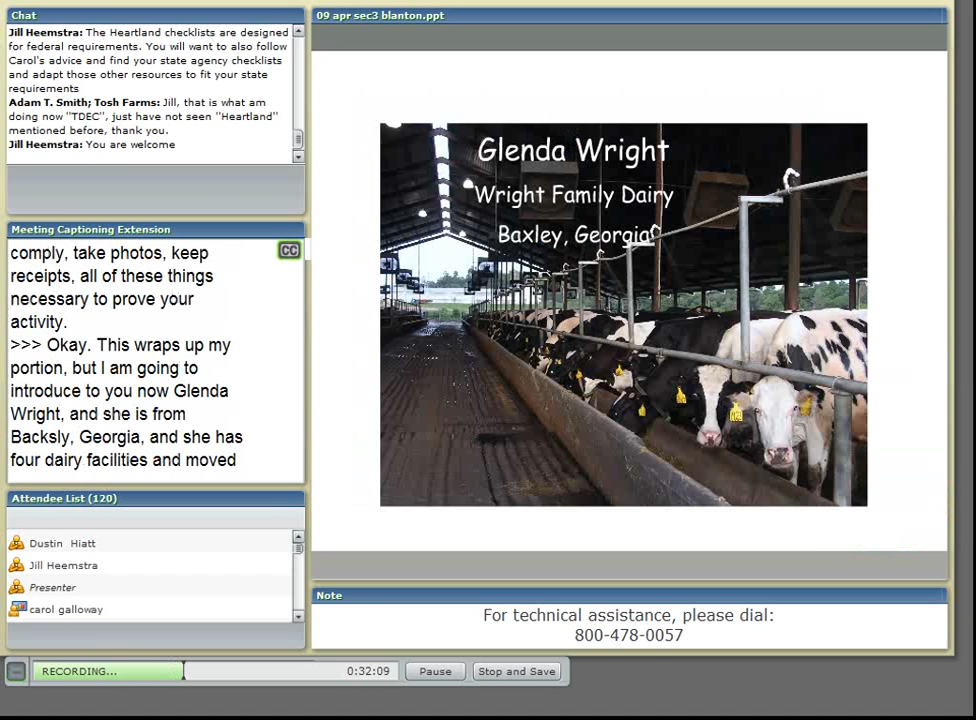 Chat
Jill Heemstra: The Heartland checklists are designed
for federal requirements. You will want to also follow
Carol's advice and find your state agency checklists
and adapt those other resources to fit your state
requirements
Adam T. Smith; Tosh Farms: Jill, that is what am
doing now "TDEC", just have not seen "Heartland"
mentioned before, thank you.
Jill Heemstra: You are welcome
Meeting Captioning Extension
CC
comply, take photos, keep
receipts, all of these things
necessary to prove your
activity.
>>> Okay. This wraps up my
portion, but I am going to
introduce to you now Glenda
Wright, and she is from
Backsly, Georgia, and she has
four dairy facilities and moved
Attendee List (120)
Dustin Hiatt
Jill Heemstra
Presenter
carol galloway
09 apr sec3 blanton.ppt
Glenda Wright
Wright Family Dairy
Baxley, Georgia
Note
For technical assistance, please dial:
800-478-0057
RECORDING...
0:32:09
Pause
Stop and Save